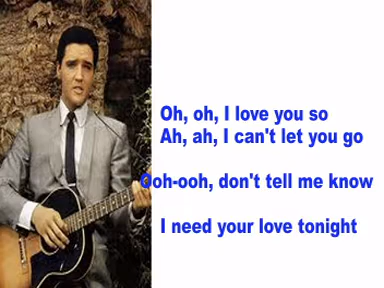 Oh, oh, I love you so
Ah, ah, I can't let you go
Ooh-ooh, don't tell me know
I need your love tonight